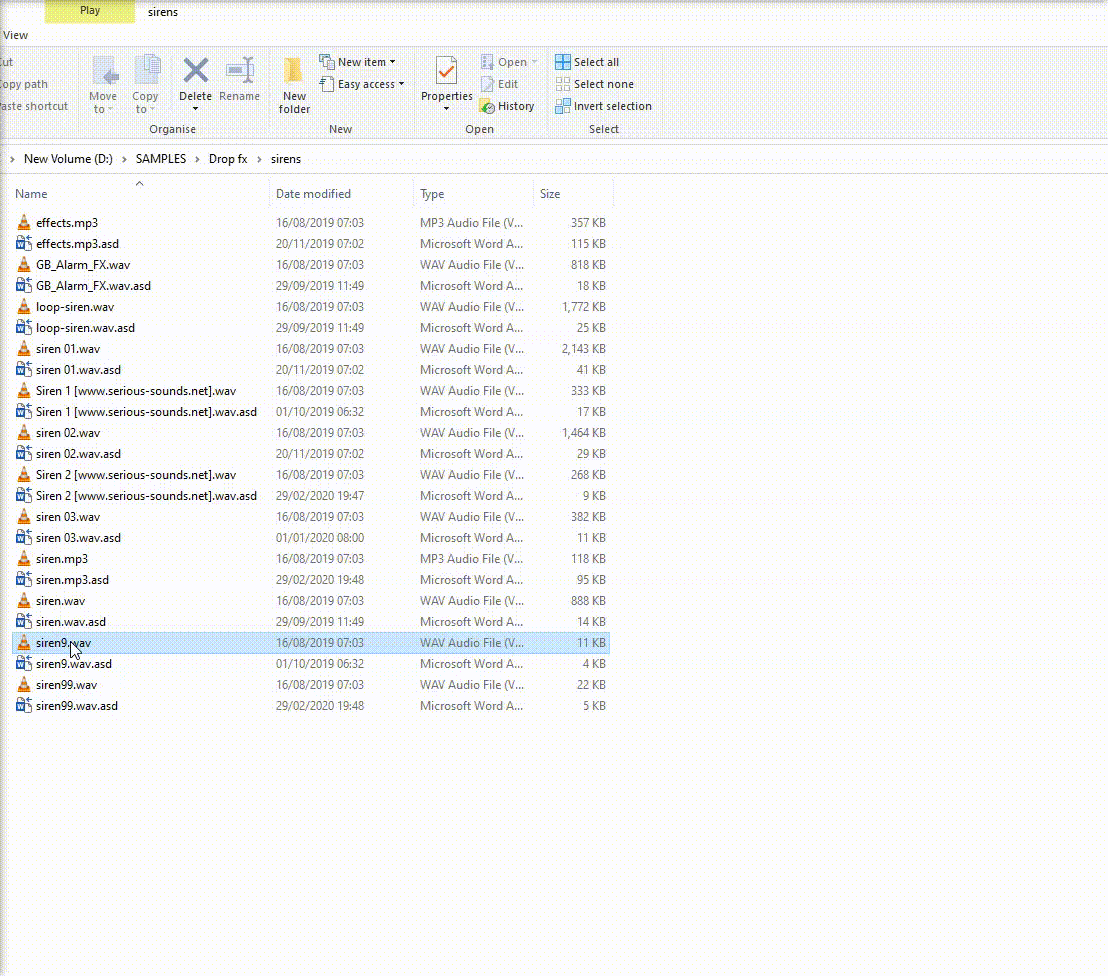 Play sirens
View
Cut
Copy path
Paste shortcut
Move to
Copy to
Delete
Rename
New folder
New item
Easy access
Properties
Open
Edit
History
Select all
Select none
Invert selection
Organise New Open Select
New Volume (D:) SAMPLES Drop fx sirens
Name Date modified Type Size
effects.mp3 16/08/2019 07:03 MP3 Audio File (V... 357 KB
effects.mp3.asd 20/11/2019 07:02 Microsoft Word A... 115 KB
GB_Alarm_FX.wav 16/08/2019 07:03 WAV Audio File (V... 818 KB
GB_Alarm_FX.wav.asd 29/09/2019 11:49 Microsoft Word A... 18 KB
loop-siren.wav 16/08/2019 07:03 WAV Audio File (V... 1,772 KB
loop-siren.wav.asd 29/09/2019 11:49 Microsoft Word A... 25 KB
siren 01.wav 16/08/2019 07:03 WAV Audio File (V... 2,143 KB
siren 01.wav.asd 20/11/2019 07:02 Microsoft Word A... 41 KB
Siren 1 [www.serious-sounds.net].wav 16/08/2019 07:03 WAV Audio File (V... 333 KB
Siren 1 [www.serious-sounds.net].wav.asd 01/10/2019 06:32 Microsoft Word A... 17 KB
siren 02.wav 16/08/2019 07:03 WAV Audio File (V... 1,464 KB
siren 02.wav.asd 20/11/2019 07:02 Microsoft Word A... 29 KB
Siren 2 [www.serious-sounds.net].wav 16/08/2019 07:03 WAV Audio File (V... 268 KB
Siren 2 [www.serious-sounds.net].wav.asd 29/02/2020 19:47 Microsoft Word A... 9 KB
siren 03.wav 16/08/2019 07:03 WAV Audio File (V... 382 KB
siren 03.wav.asd 01/01/2020 08:00 Microsoft Word A... 11 KB
siren.mp3 16/08/2019 07:03 MP3 Audio File (V... 118 KB
siren.mp3.asd 29/02/2020 19:48 Microsoft Word A... 95 KB
siren.wav 16/08/2019 07:03 WAV Audio File (V... 888 KB
siren.wav.asd 29/09/2019 11:49 Microsoft Word A... 14 KB
siren9.wav 16/08/2019 07:03 WAV Audio File (V... 11 KB
siren9.wav.asd 01/10/2019 06:32 Microsoft Word A... 4 KB
siren99.wav 16/08/2019 07:03 WAV Audio File (V... 22 KB
siren99.wav.asd 29/02/2020 19:48 Microsoft Word A... 5 KB